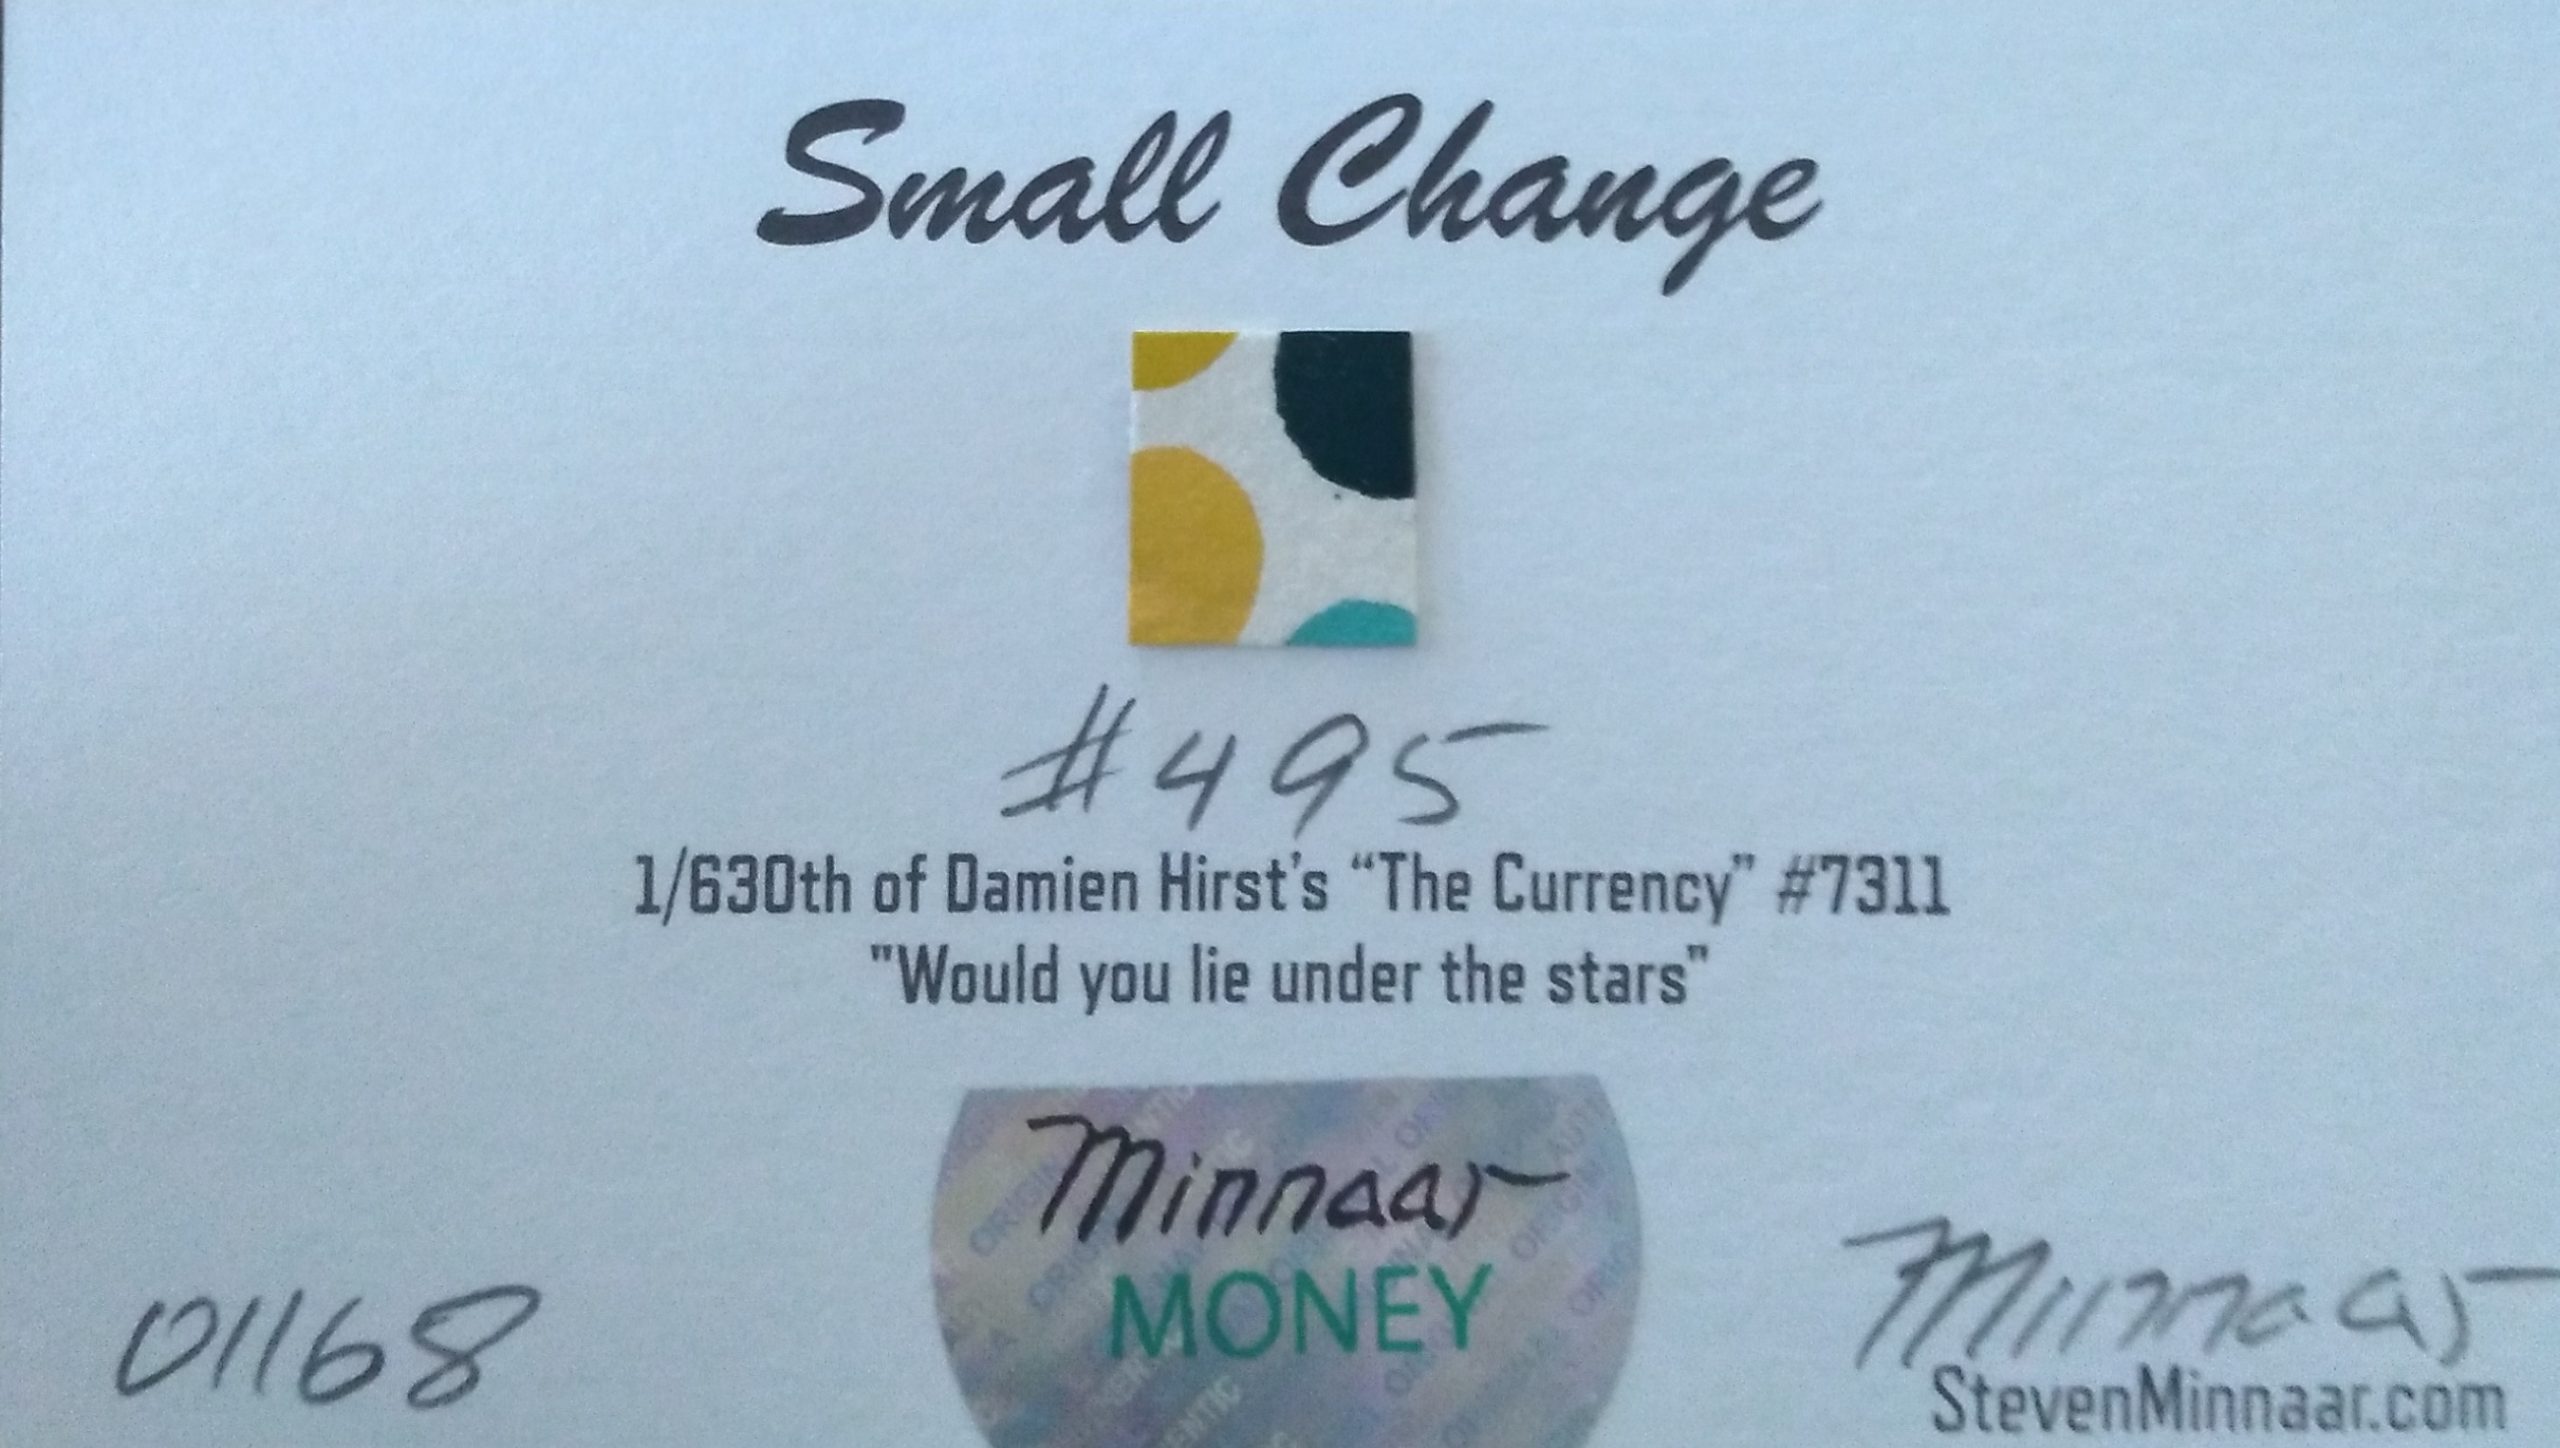 Small Change
#495
1/630th of Damien Hirst's “The Currency” #7311
"Would you lie under the stars"
Minnaar
MONEY
01168
Minnaar
StevenMinnaar.com